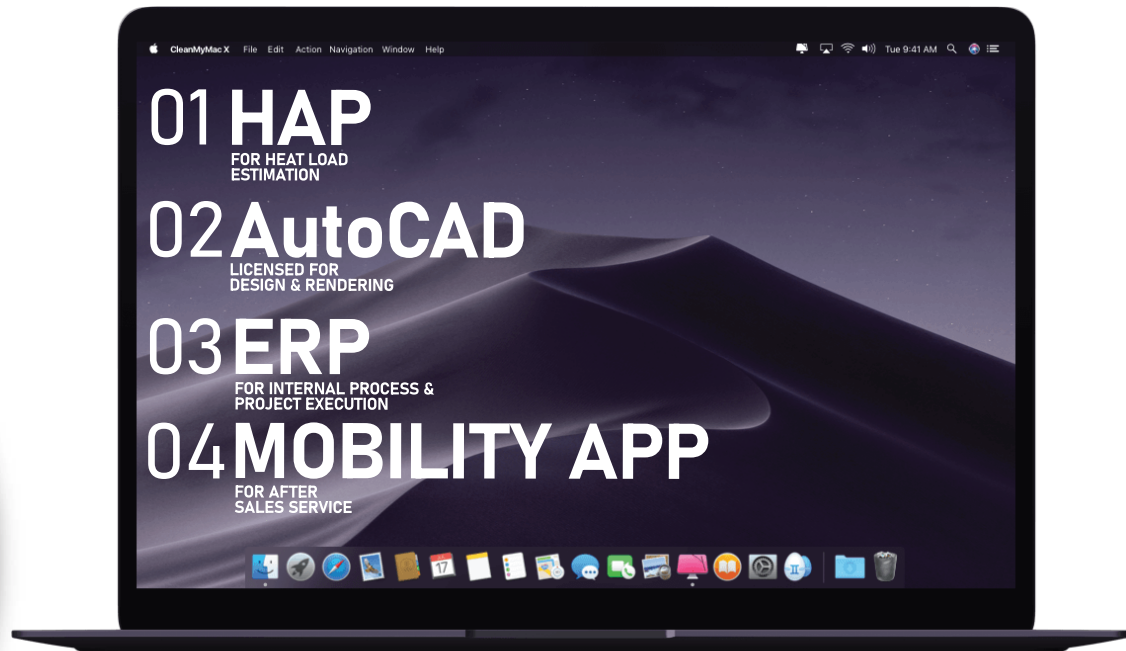 CleanMyMac X File Edit Action Navigation Window Help Tue 9:41 AM
01 HAP
FOR HEAT LOAD
ESTIMATION
02 AutoCAD
LICENSED FOR
DESIGN & RENDERING
03 ERP
FOR INTERNAL PROCESS &
PROJECT EXECUTION
04 MOBILITY APP
FOR AFTER
SALES SERVICE
17